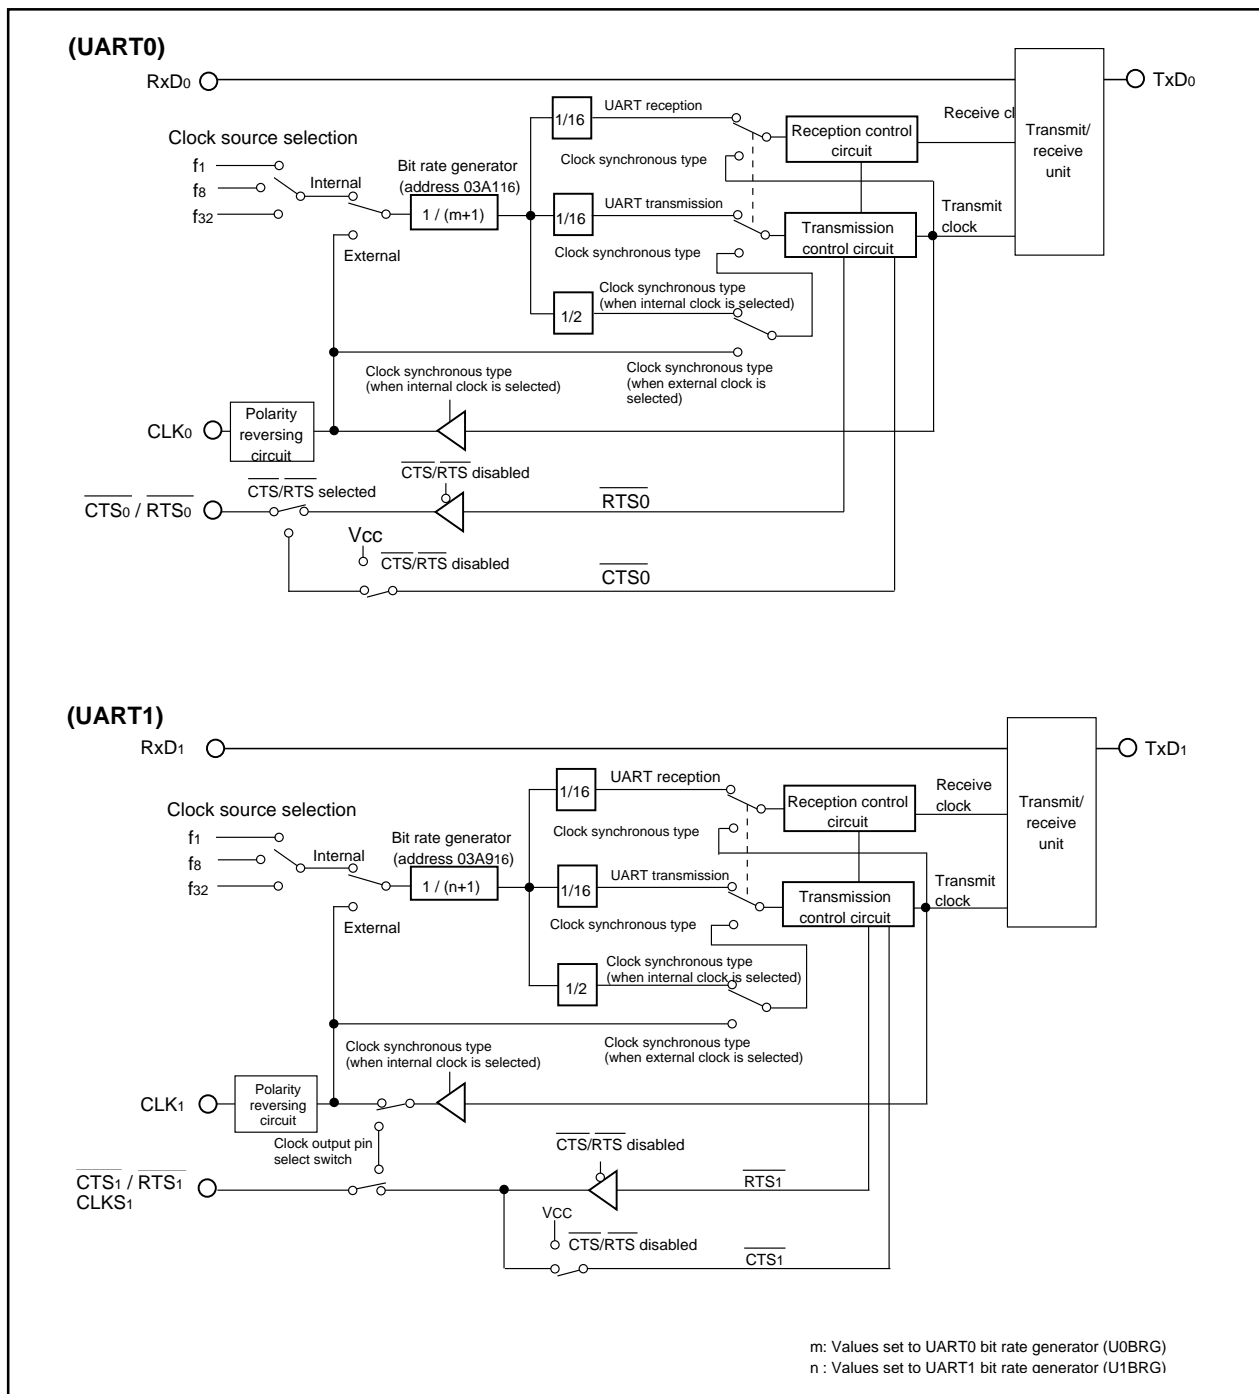 (UART0)
RxD0
TxD0
1/16
UART reception
Receive cl
Transmit/
receive
unit
Clock source selection
Reception control
circuit
f1
f8
f32
Internal
Bit rate generator
(address 03A116)
1 / (m+1)
Clock synchronous type
1/16
UART transmission
Transmission
control circuit
Transmit
clock
External
Clock synchronous type
1/2
Clock synchronous type
(when internal clock is selected)
Clock synchronous type
(when internal clock is selected)
Clock synchronous type
(when external clock is
selected)
CLK0
Polarity
reversing
circuit
CTS/RTS disabled
CTS0 / RTS0
CTS/RTS selected
RTS0
Vcc
CTS/RTS disabled
CTS0
(UART1)
RxD1
TxD1
1/16
UART reception
Receive
clock
Transmit/
receive
unit
Clock source selection
Reception control
circuit
f1
f8
f32
Internal
Bit rate generator
(address 03A916)
1 / (n+1)
Clock synchronous type
1/16
UART transmission
Transmission
control circuit
Transmit
clock
External
Clock synchronous type
1/2
Clock synchronous type
(when internal clock is selected)
Clock synchronous type
(when internal clock is selected)
Clock synchronous type
(when external clock is selected)
CLK1
Polarity
reversing
circuit
Clock output pin
select switch
CTS/RTS disabled
CTS1 / RTS1
CLKS1
RTS1
VCC
CTS/RTS disabled
CTS1
m: Values set to UART0 bit rate generator (U0BRG)
n : Values set to UART1 bit rate generator (U1BRG)